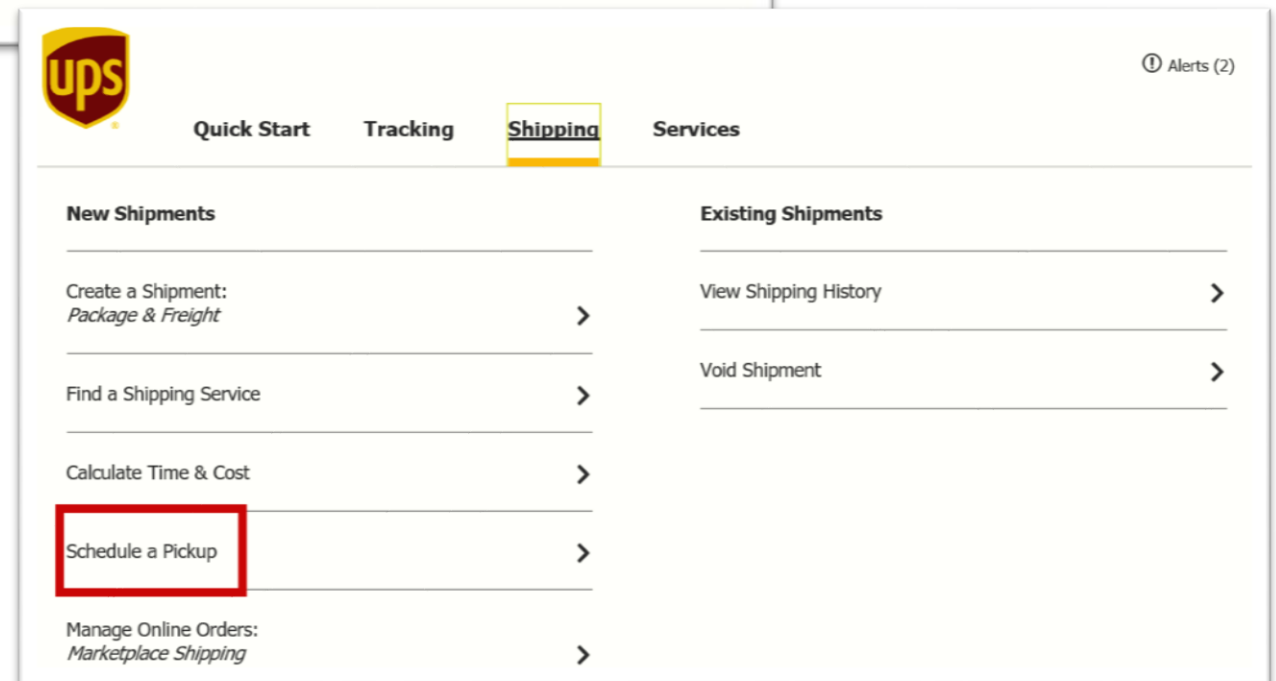 ups
Alerts (2)
Quick Start Tracking Shipping Services
New Shipments
Create a Shipment:
Package & Freight
Find a Shipping Service
Calculate Time & Cost
Schedule a Pickup
Manage Online Orders:
Marketplace Shipping
Existing Shipments
View Shipping History
Void Shipment